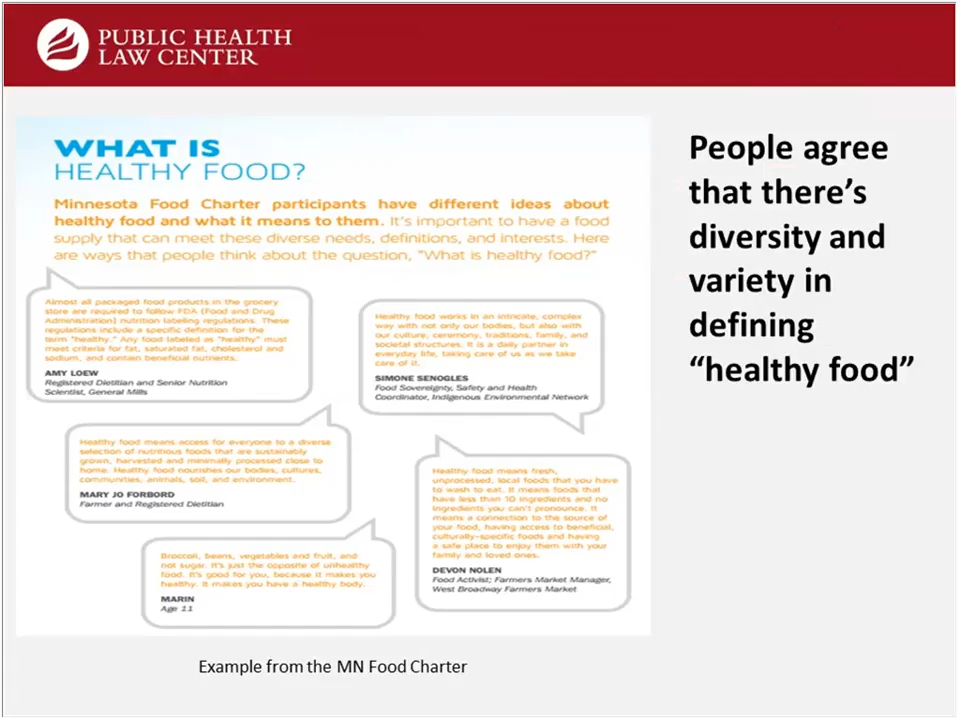 PUBLIC HEALTH
LAW CENTER
WHAT IS
HEALTHY FOOD?
Minnesota Food Charter participants have different ideas about
healthy food and what it means to them. It's important to have a food
supply that can meet these diverse needs, definitions, and interests. Here
are ways that people think about the question, "What is healthy food?"
Almost all packaged food products in the grocery
store are required to follow FDA (Food and Drug
Administration) nutrition labeling regulations. These
regulations include a specific definition for the
term "healthy." Any food labeled as "healthy" must
meet criteria for fat, saturated fat, cholesterol and
sodium, and contain beneficial nutrients.
AMY LOEW
Registered Dietitian and Senior Nutrition
Scientist, General Mills
Healthy food works in an intricate, complex
way with not only our bodies, but also with
our culture, ceremony, traditions, family, and
societal structures. It is a daily partner in
everyday life, taking care of us as we take
care of it.
SIMONE SENOGLES
Food Sovereignty, Safety and Health
Coordinator, Indigenous Environmental Network
Healthy food means access for everyone to a diverse
selection of nutritious foods that are sustainably
grown, harvested and minimally processed close to
home. Healthy food nourishes our bodies, cultures,
communities, animals, soil, and environment.
MARY JO FORBORD
Farmer and Registered Dietitian
Healthy food means fresh,
unprocessed, local foods that you have
to wash to eat. It means foods that
have less than 10 ingredients and no
ingredients you can't pronounce. It
means a connection to the source of
your food, having access to beneficial,
culturally-specific foods and having
a safe place to enjoy them with your
family and loved ones.
DEVON NOLEN
Food Activist; Farmers Market Manager,
West Broadway Farmers Market
Broccoli, beans, vegetables and fruit, and
not sugar. It's just the opposite of unhealthy
food. It's good for you, because it makes you
healthy. It makes you have a healthy body.
MARIN
Age 11
People agree
that there's
diversity and
variety in
defining
“healthy food”
Example from the MN Food Charter